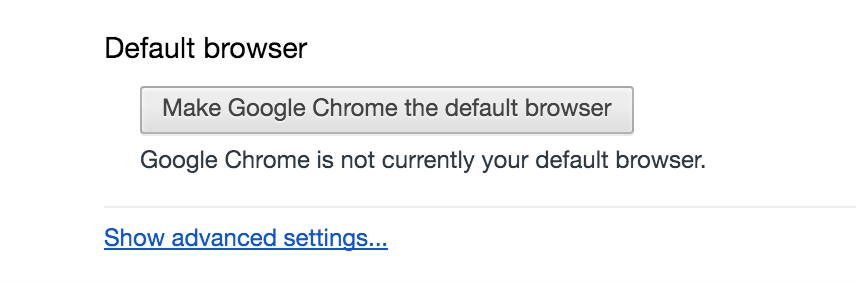 Default browser
Make Google Chrome the default browser
Google Chrome is not currently your default browser.
Show advanced settings...